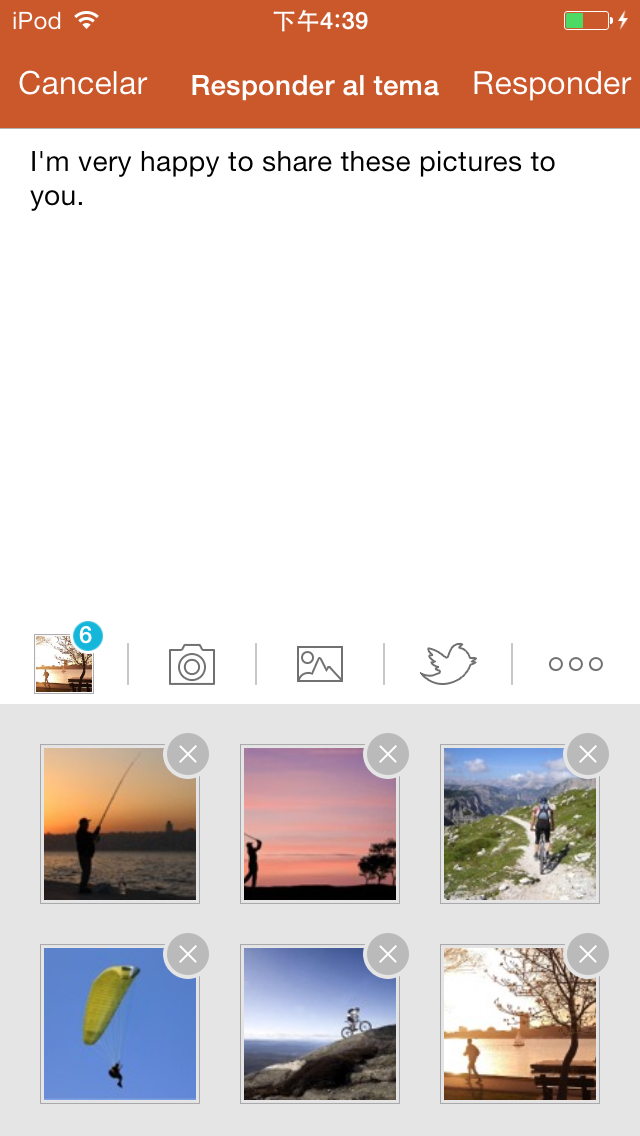 iPod 下午4:39
Cancelar Responder al tema Responder
I'm very happy to share these pictures to
you.
6